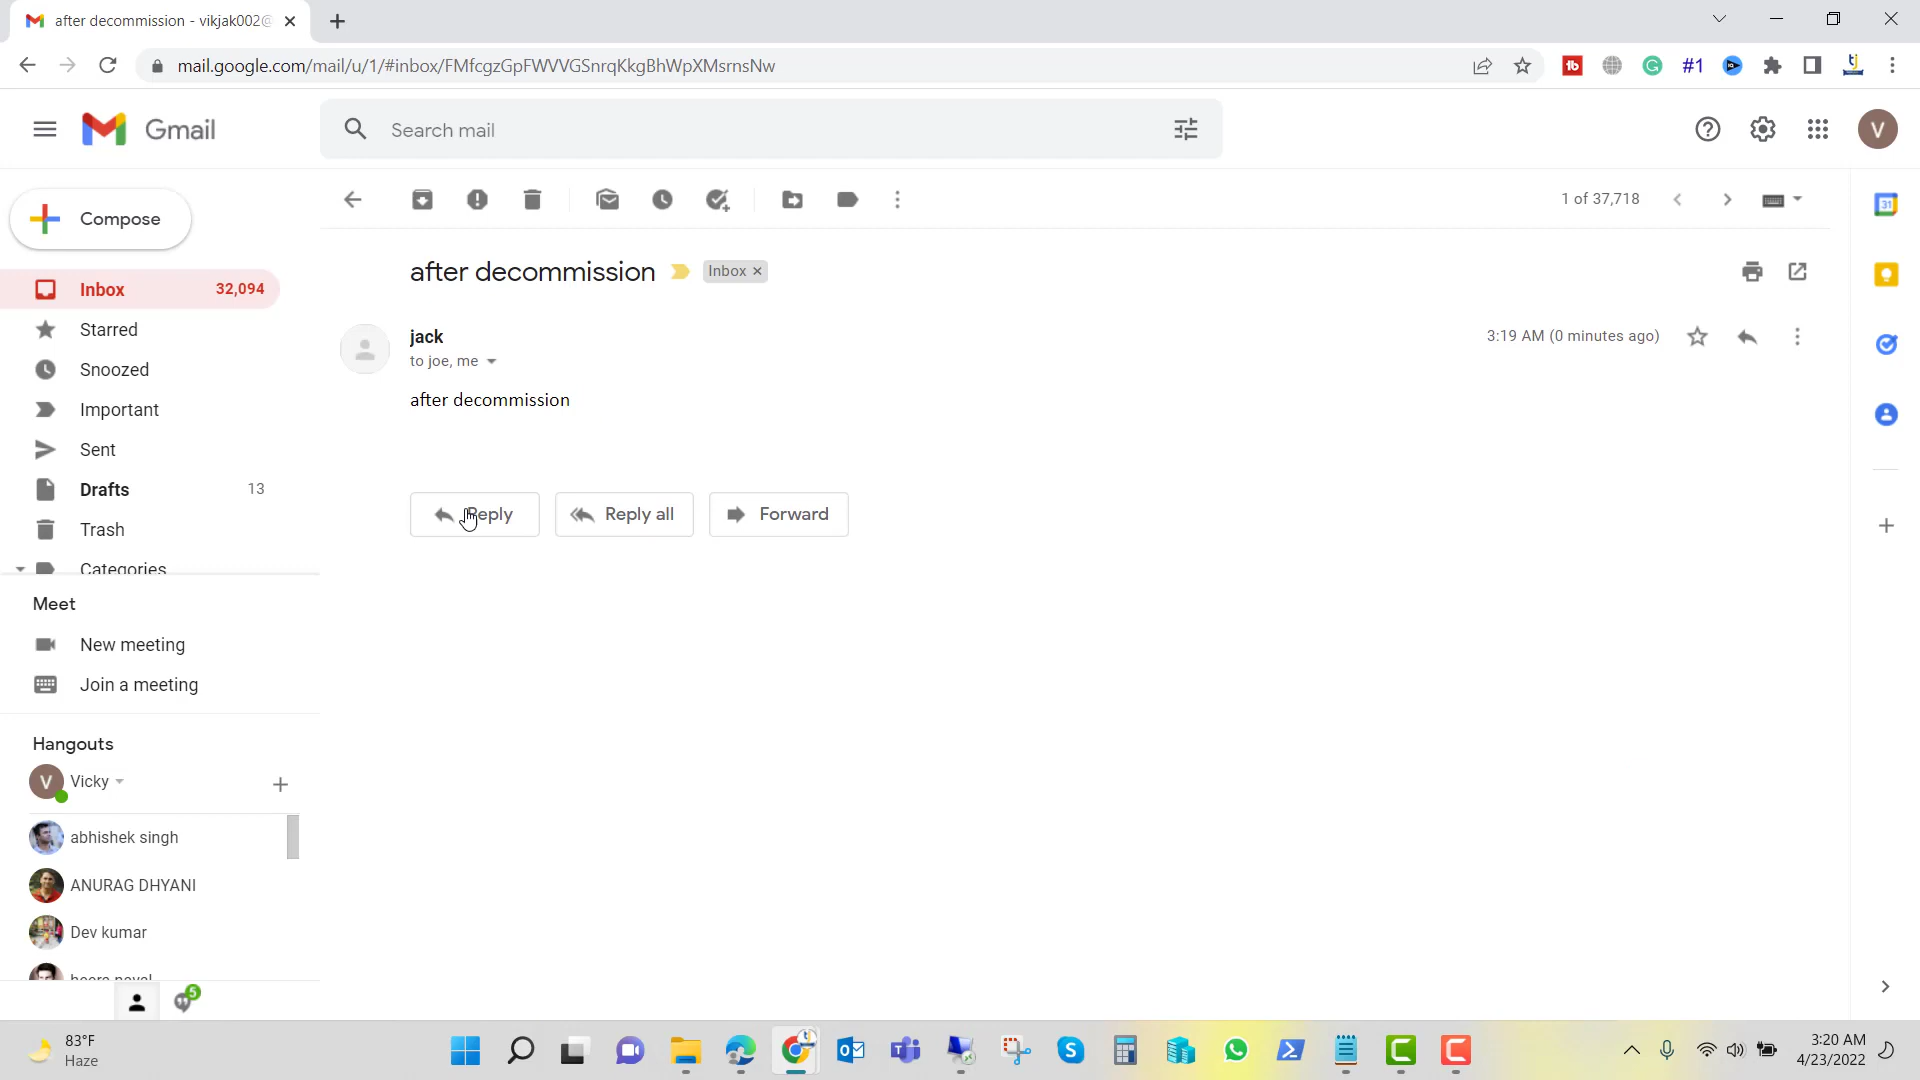 after decommission - vikjak002@
mail.google.com/mail/u/1/#inbox/FMfcgzGpFWVVGSnrqKkgBhWpXMsrnsNw
#1
Gmail
Search mail
V
Compose
1 of 37,718
Inbox 32,094
Starred
Snoozed
Important
Sent
Drafts 13
Trash
Categories
after decommission
Inbox ×
jack
3:19 AM (0 minutes ago)
to joe, me
after decommission
Reply
Reply all
Forward
Meet
New meeting
Join a meeting
Hangouts
V Vicky
abhishek singh
ANURAG DHYANI
Dev kumar
5
83°F
Haze
3:20 AM
4/23/2022